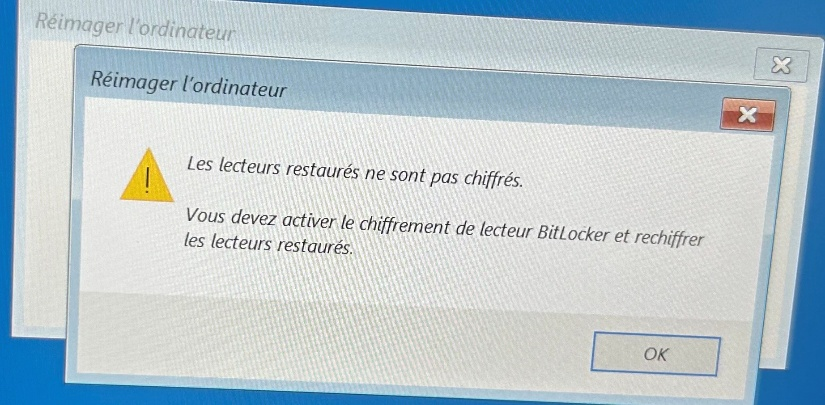 Réimager l'ordinateur
Réimager l'ordinateur
Les lecteurs restaurés ne sont pas chiffrés.
Vous devez activer le chiffrement de lecteur BitLocker et rechiffrer
les lecteurs restaurés.
OK